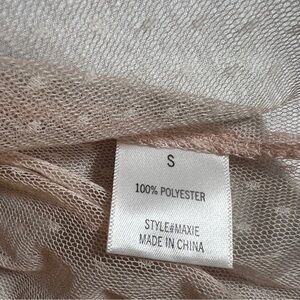 S
100% POLYESTER
STYLE#MAXIE
MADE IN CHINA